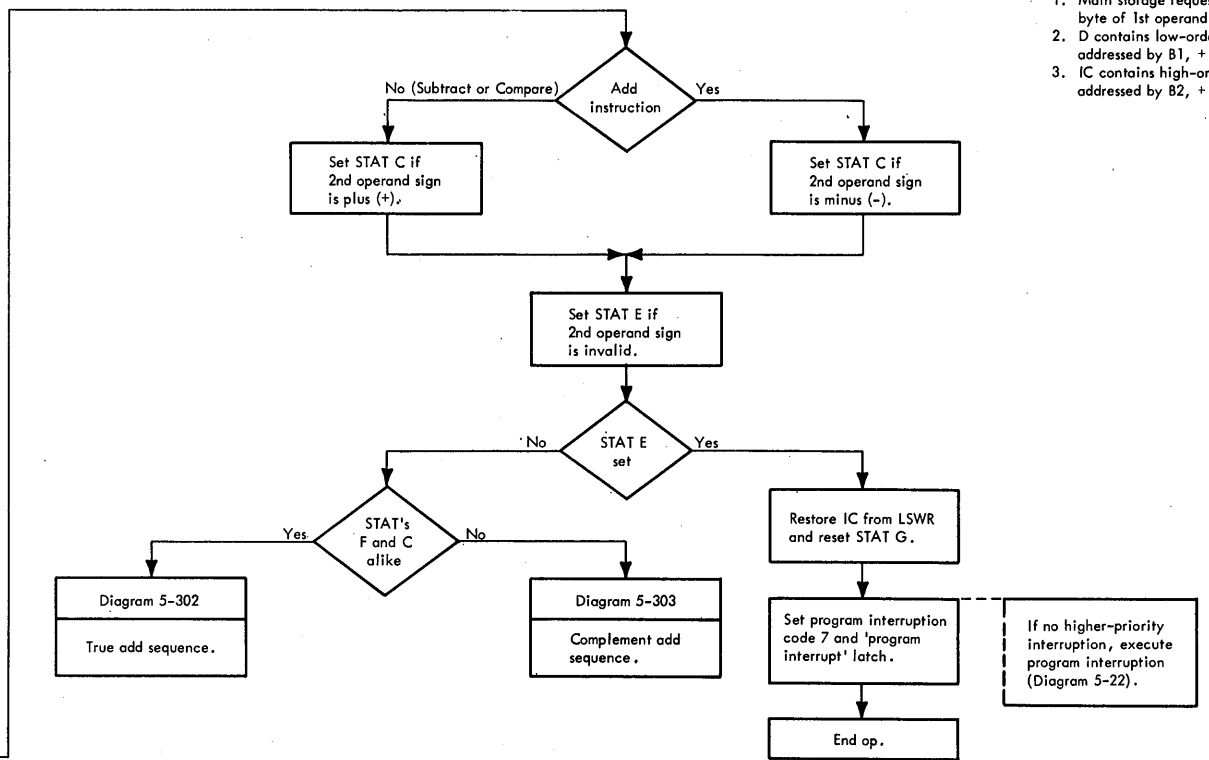 1. Main storage reques
byte of 1st operand
2. D contains low-orde
addressed by B1, +
3. IC contains high-or
addressed by B2, +
Add
instruction
No (Subtract or Compare)
Yes
Set STAT C if
2nd operand sign
is plus (+).
Set STAT C if
2nd operand sign
is minus (-).
Set STAT E if
2nd operand sign
is invalid.
STAT E
set
No
Yes
STAT's
F and C
alike
Yes
No
Restore IC from LSWR
and reset STAT G.
Diagram 5-302
True add sequence.
Diagram 5-303
Complement add
sequence.
Set program interruption
code 7 and 'program
interrupt' latch.
If no higher-priority
interruption, execute
program interruption
(Diagram 5-22).
End op.